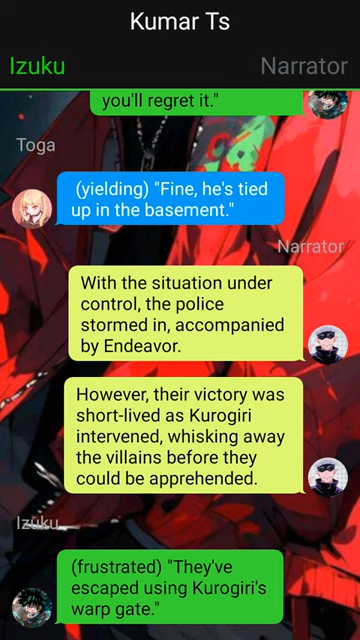 Kumar Ts
Izuku
Narrator
you'll regret it."
Toga
(yielding) "Fine, he's tied
up in the basement."
Narrator
With the situation under
control, the police
stormed in, accompanied
by Endeavor.
However, their victory was
short-lived as Kurogiri
intervened, whisking away
the villains before they
could be apprehended.
Izuku
(frustrated) "They've
escaped using Kurogiri's
warp gate."